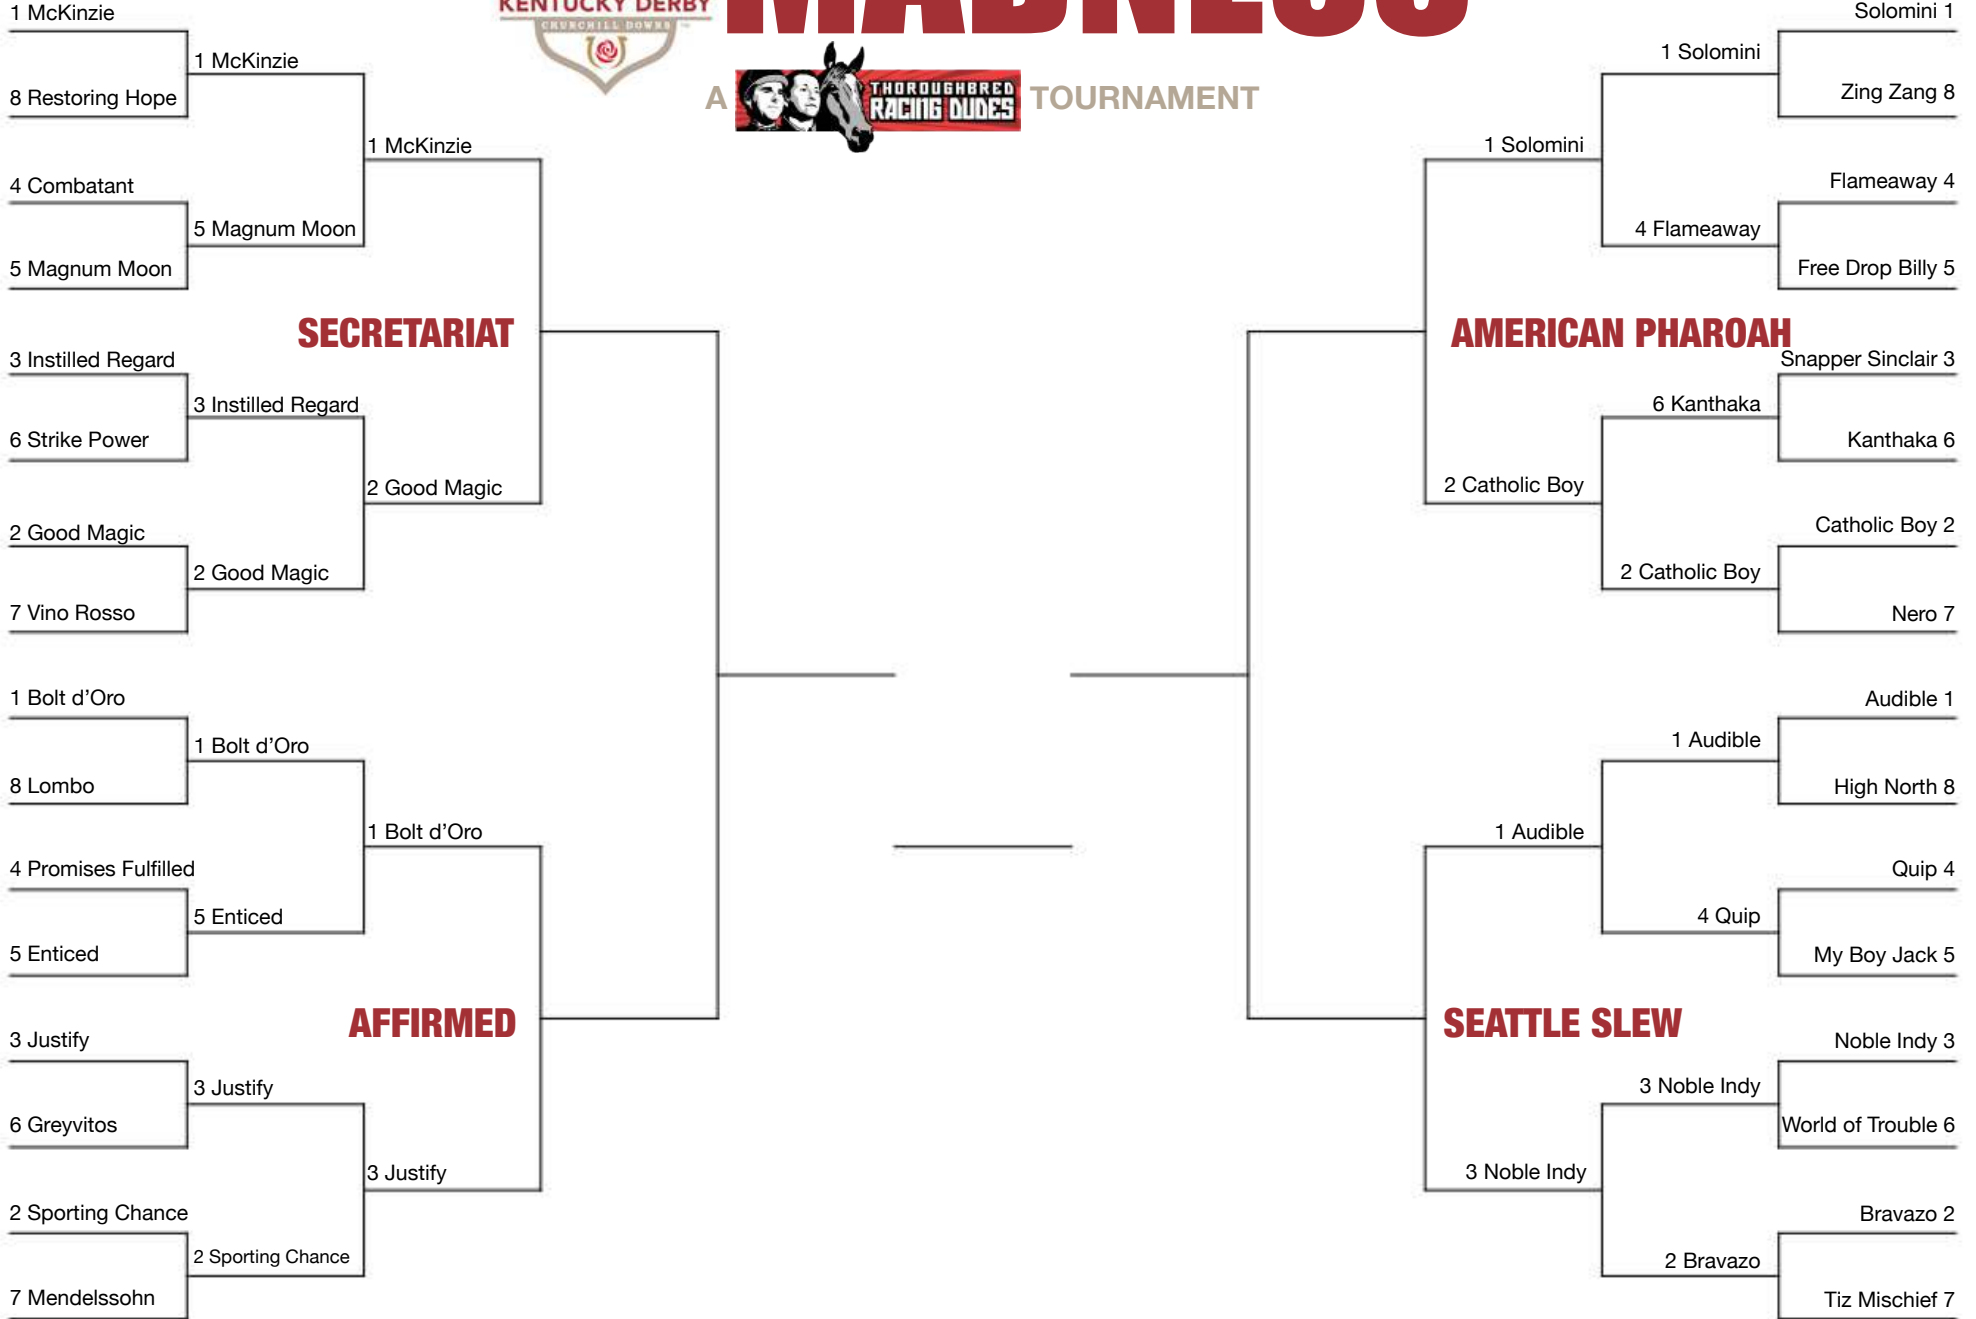 KENTUCKY DERBY
CHURCHILL DOWNS
MADNESS
A THOROUGHBRED RACING DUDES TOURNAMENT
1 McKinzie
8 Restoring Hope
4 Combatant
5 Magnum Moon
3 Instilled Regard
6 Strike Power
2 Good Magic
7 Vino Rosso
1 McKinzie
5 Magnum Moon
3 Instilled Regard
2 Good Magic
1 McKinzie
2 Good Magic
SECRETARIAT
1 Bolt d’Oro
8 Lombo
4 Promises Fulfilled
5 Enticed
3 Justify
6 Greyvitos
2 Sporting Chance
7 Mendelssohn
1 Bolt d’Oro
5 Enticed
3 Justify
2 Sporting Chance
1 Bolt d’Oro
3 Justify
AFFIRMED
Solomini 1
Zing Zang 8
Flameaway 4
Free Drop Billy 5
Snapper Sinclair 3
Kanthaka 6
Catholic Boy 2
Nero 7
1 Solomini
4 Flameaway
6 Kanthaka
2 Catholic Boy
1 Solomini
2 Catholic Boy
AMERICAN PHAROAH
Audible 1
High North 8
Quip 4
My Boy Jack 5
Noble Indy 3
World of Trouble 6
Bravazo 2
Tiz Mischief 7
1 Audible
4 Quip
3 Noble Indy
2 Bravazo
1 Audible
3 Noble Indy
SEATTLE SLEW